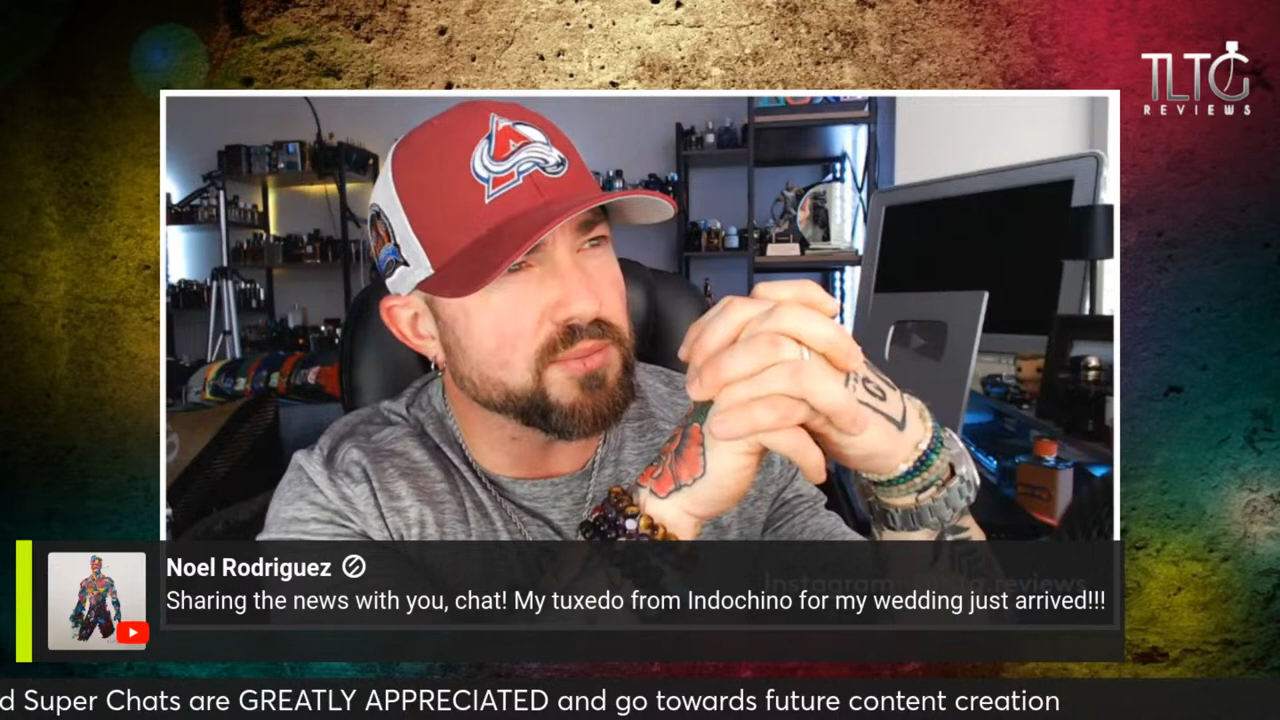 TLTG
REVIEWS
Noel Rodriguez
Sharing the news with you, chat! My tuxedo from Indochino for my wedding just arrived!!!
d Super Chats are GREATLY APPRECIATED and go towards future content creation